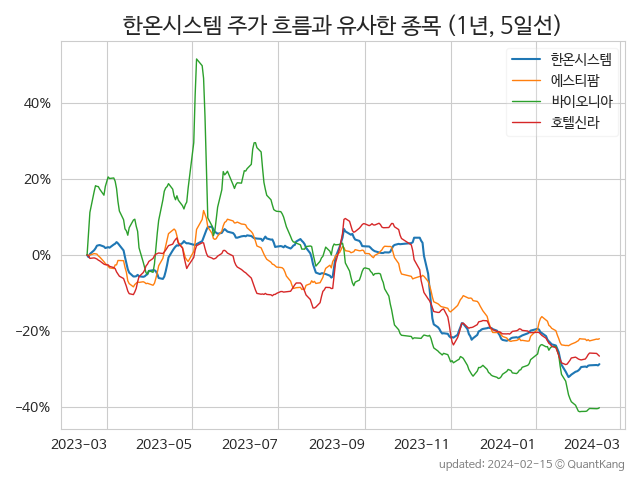 한온시스템 주가 흐름과 유사한 종목 (1년, 5일선)
한온시스템
에스티팜
바이오니아
호텔신라
40%
20%
0%
−20%
−40%
2023-03 2023-05 2023-07 2023-09 2023-11 2024-01 2024-03
updated: 2024-02-15 © QuantKang